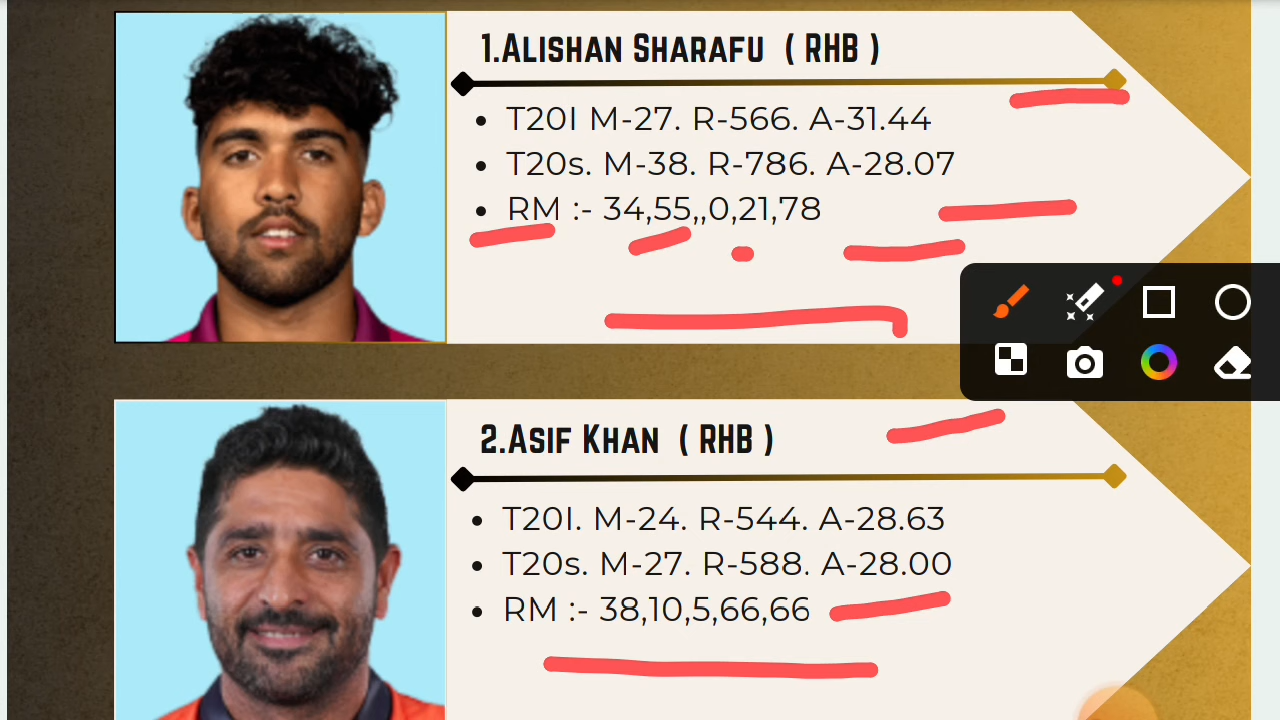 1.Alishan Sharafu ( RHB )
• T20I M-27. R-566. A-31.44
• T20s. M-38. R-786. A-28.07
• RM :- 34,55,,0,21,78
2.Asif Khan ( RHB )
• T20I. M-24. R-544. A-28.63
• T20s. M-27. R-588. A-28.00
• RM :- 38,10,5,66,66